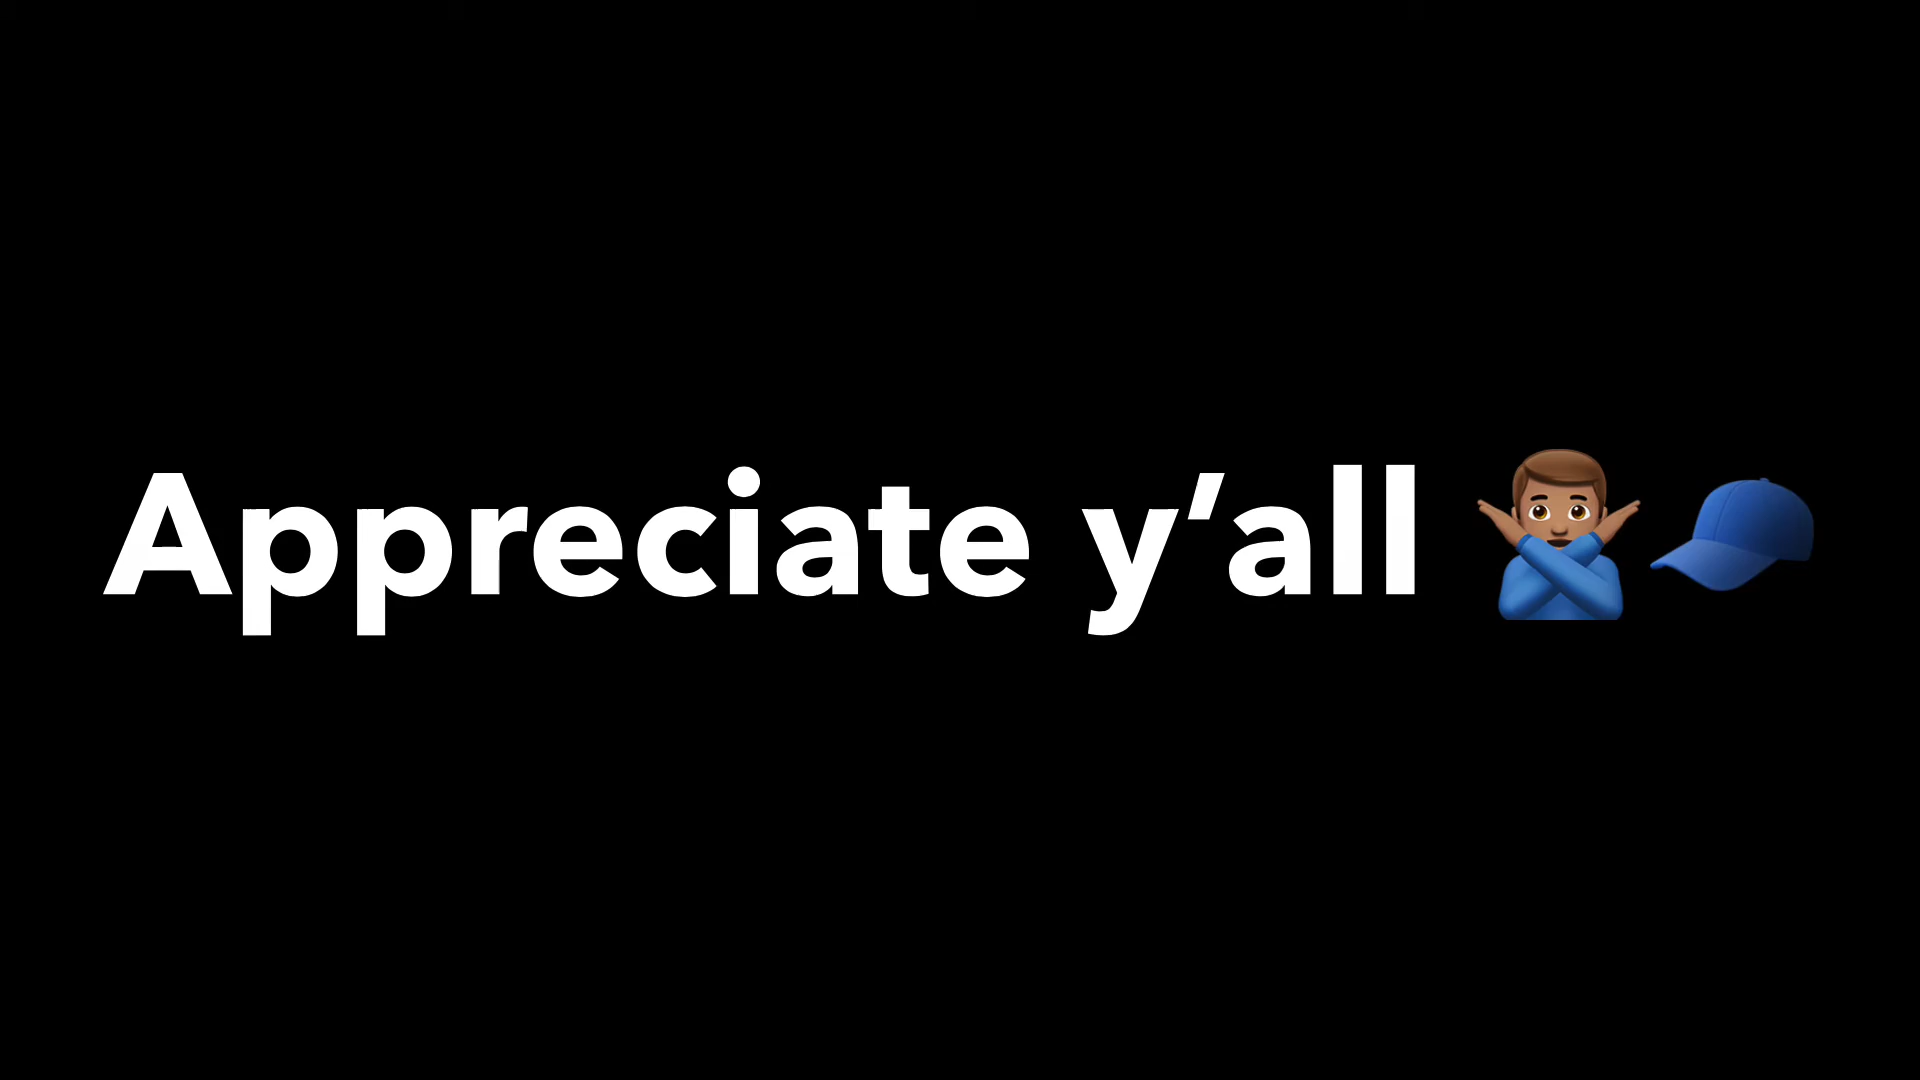 Appreciate y’all 🙅🏽‍♂️🧢